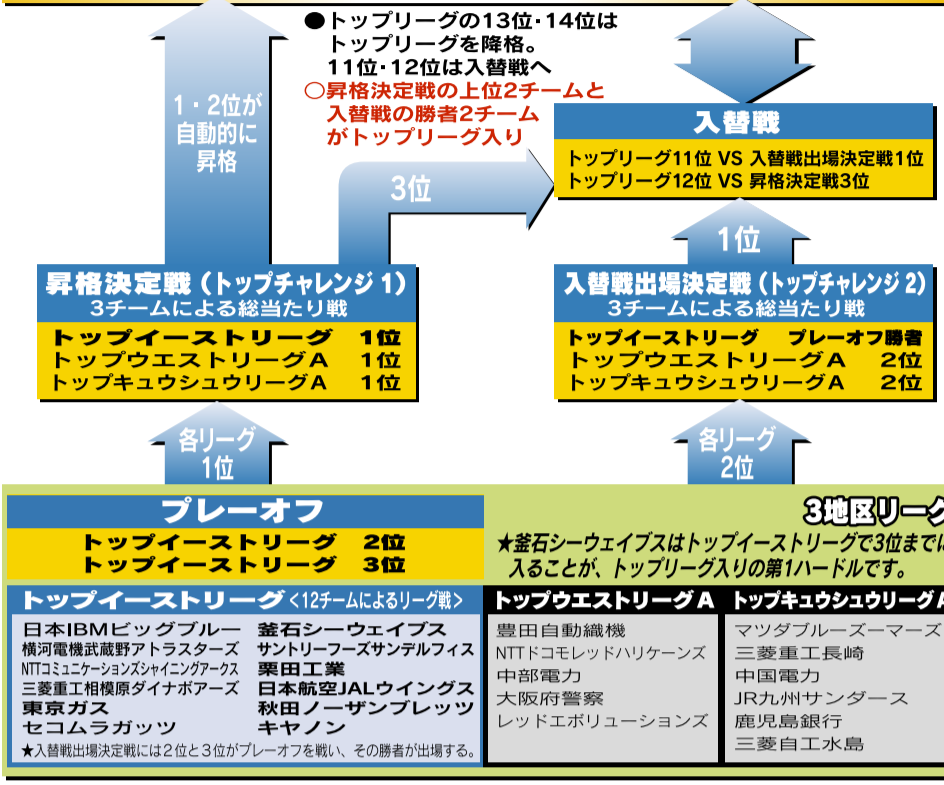 ●トップリーグの13位・14位は
トップリーグを降格。
11位・12位は入替戦へ
○昇格決定戦の上位2チームと
入替戦の勝者2チーム
がトップリーグ入り
1・2位が
自動的に
昇格
3位
入替戦
トップリーグ11位 VS 入替戦出場決定戦1位
トップリーグ12位 VS 昇格決定戦3位
1位
昇格決定戦（トップチャレンジ1）
3チームによる総当たり戦
トップイーストリーグ 1位
トップウエストリーグA 1位
トップキュウシュウリーグA 1位
入替戦出場決定戦（トップチャレンジ2）
3チームによる総当たり戦
トップイーストリーグ プレーオフ勝者
トップウエストリーグA 2位
トップキュウシュウリーグA 2位
各リーグ
1位
各リーグ
2位
プレーオフ
トップイーストリーグ 2位
トップイーストリーグ 3位
3地区リーグ
★釜石シーウェイブスはトップイーストリーグで3位までに
入ることが、トップリーグ入りの第1ハードルです。
トップイーストリーグ＜12チームによるリーグ戦＞
日本IBMビッグブルー 釜石シーウェイブス
横河電機武蔵野アトラスターズ サントリーフーズサンデルフィス
NTTコミュニケーションズシャイニングアークス 栗田工業
三菱重工相模原ダイナボアーズ 日本航空JALウイングス
東京ガス 秋田ノーザンブレッツ
セコムラガッツ キヤノン
★入替戦出場決定戦には2位と3位がプレーオフを戦い、その勝者が出場する。
トップウエストリーグA
豊田自動織機
NTTドコモレッドハリケーンズ
中部電力
大阪府警察
レッドエボリューションズ
トップキュウシュウリーグA
マツダブルーズーマーズ
三菱重工長崎
中国電力
JR九州サンダース
鹿児島銀行
三菱自工水島